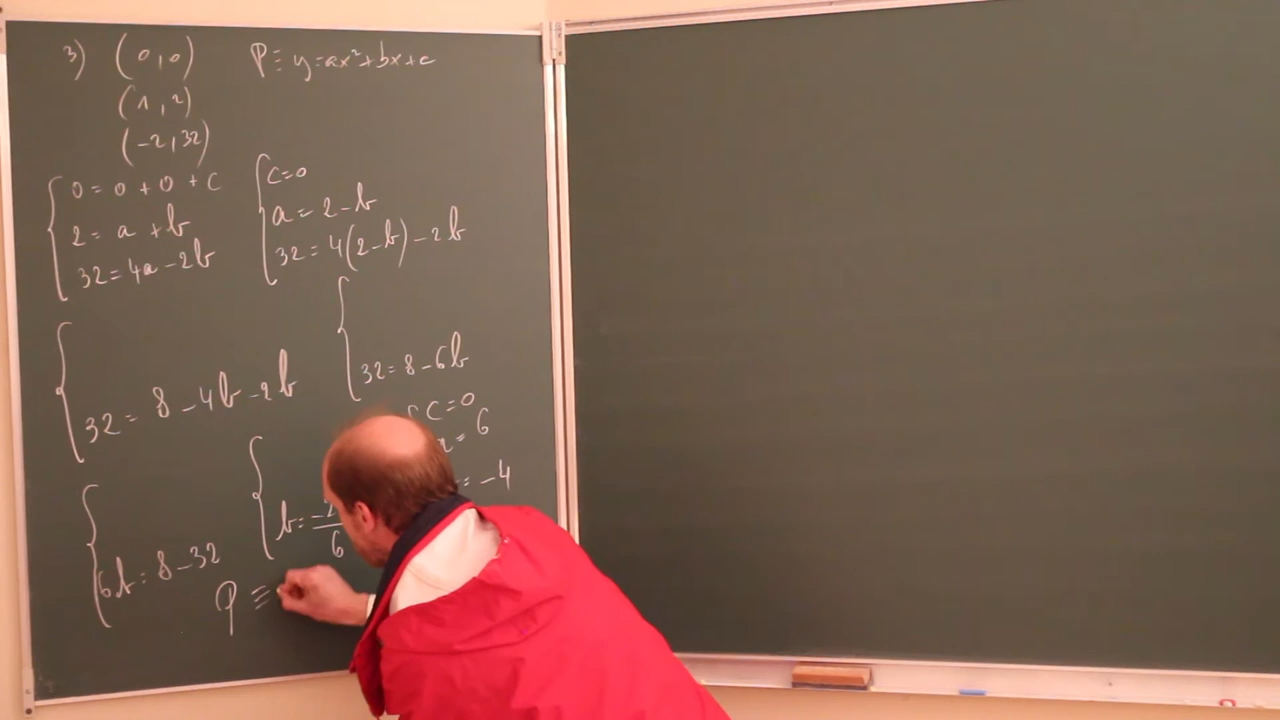 3) (0,0) P ≡ y=ax²+bx+c
(1,2)
(-2,32)
0 = 0 + 0 + c
2 = a + b
32=4a-2b
c=0
a = 2-b
32=4(2-b)-2b
32 = 8 -4b -2b
32=8-6b
6b=8-32
b=
6
c=0
= 6
= -4
P ≡